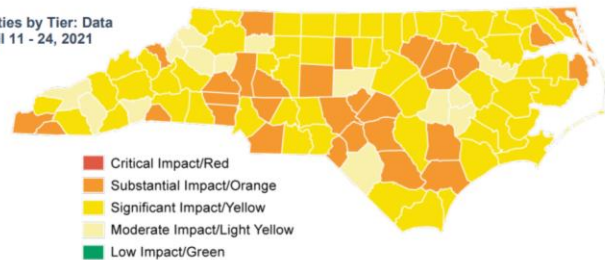 ties by Tier: Data
il 11 - 24, 2021
Critical Impact/Red
Substantial Impact/Orange
Significant Impact/Yellow
Moderate Impact/Light Yellow
Low Impact/Green